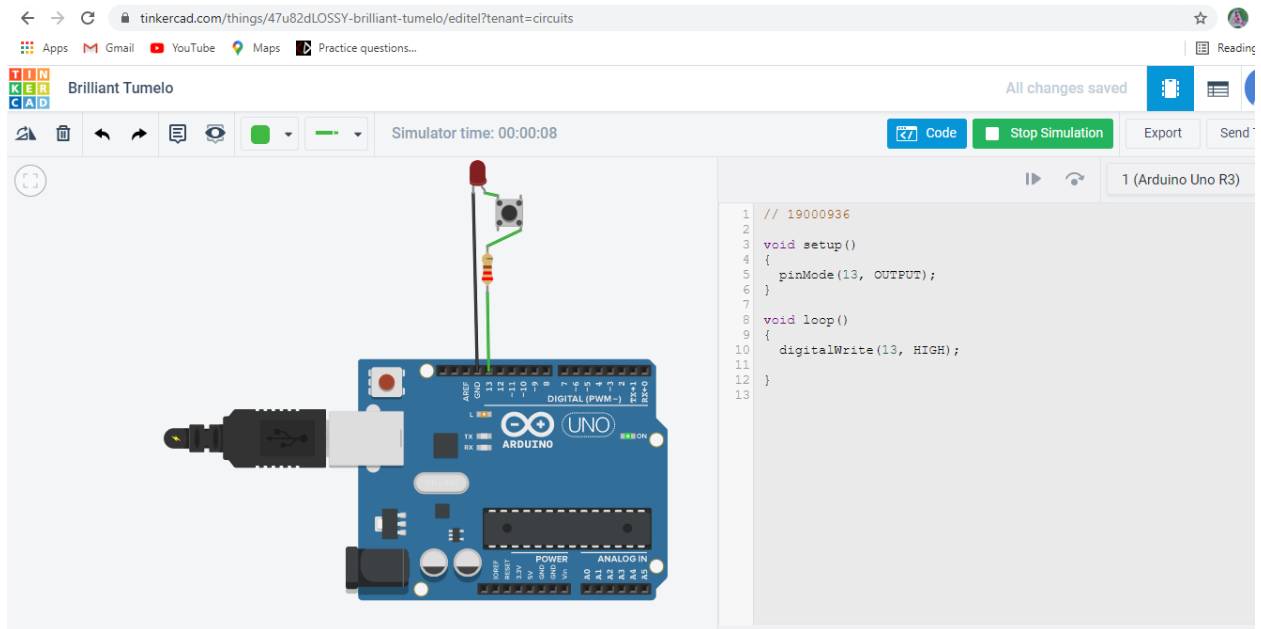 tinkercad.com/things/47u82dLOSSY-brilliant-tumelo/editel?tenant=circuits
Apps Gmail YouTube Maps Practice questions... Reading
TIN
KER
CAD
Brilliant Tumelo
All changes saved
Simulator time: 00:00:08
Code
Stop Simulation
Export
Send
1 (Arduino Uno R3)
1 // 19000936
2
3 void setup()
4 {
5 pinMode(13, OUTPUT);
6 }
7
8 void loop()
9 {
10 digitalWrite(13, HIGH);
11
12 }
13
AREF GND 13 12 ~11 ~10 ~9 8 7 ~6 ~5 4 ~3 2 TX→1 RX←0
DIGITAL (PWM~)
L
TX
RX
ARDUINO
UNO
ON
POWER
ANALOG IN
IOREF RESET 3.3V 5V GND GND Vin A0 A1 A2 A3 A4 A5